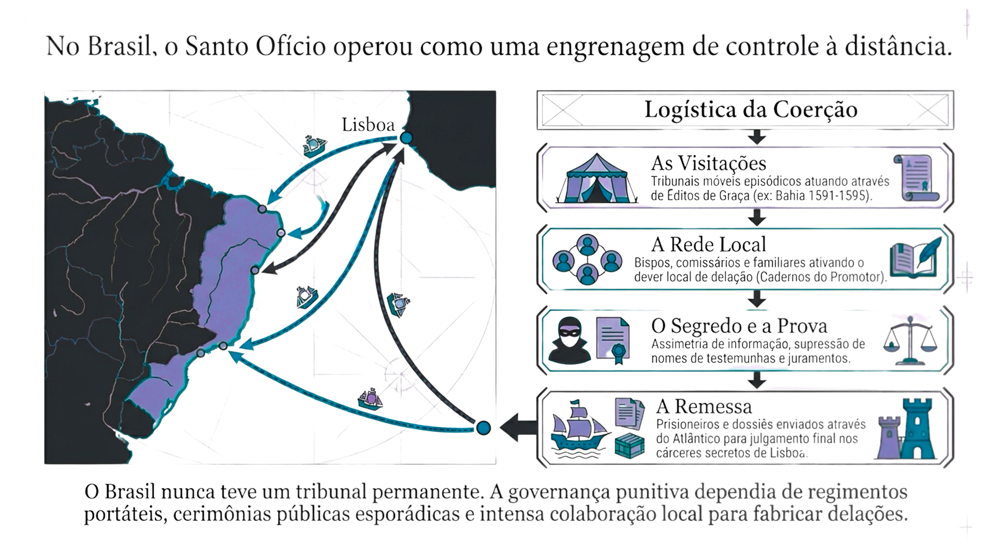 No Brasil, o Santo Ofício operou como uma engrenagem de controle à distância.
Lisboa
Logística da Coerção
As Visitações
Tribunais móveis episódicos atuando através
de Editos de Graça (ex: Bahia 1591-1595).
A Rede Local
Bispos, comissários e familiares ativando o
dever local de delação (Cadernos do Promotor).
O Segredo e a Prova
Assimetria de informação, supressão de
nomes de testemunhas e juramentos.
A Remessa
Prisioneiros e dossiês enviados através
do Atlântico para julgamento final nos
cárceres secretos de Lisboa.
O Brasil nunca teve um tribunal permanente. A governança punitiva dependia de regimentos
portáteis, cerimônias públicas esporádicas e intensa colaboração local para fabricar delações.